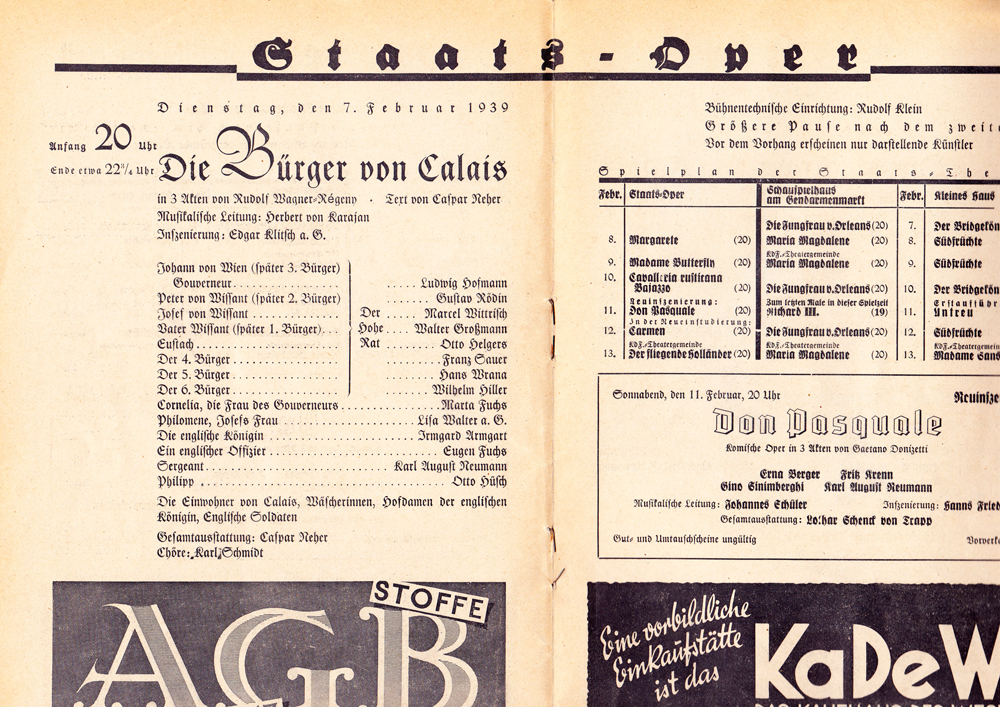 Staats-Oper
Dienstag, den 7. Februar 1939
Anfang 20 Uhr
Ende etwa 22¾ Uhr
Die Bürger von Calais
in 3 Akten von Rudolf Wagner-Régeny · Text von Caspar Neher
Musikalische Leitung: Herbert von Karajan
Inszenierung: Edgar Klitsch a. G.
Johann von Wien (später 3. Bürger)
Gouverneur ..... Ludwig Hofmann
Peter von Wissant (später 2. Bürger) ..... Gustav Rödin
Josef von Wissant ..... Der ..... Marcel Wittrisch
Vater Wissant (später 1. Bürger) ... Hohe .. Walter Großmann
Eustach ..... Rat ..... Otto Helgers
Der 4. Bürger ..... Franz Sauer
Der 5. Bürger ..... Hans Wrana
Der 6. Bürger ..... Wilhelm Hiller
Cornelia, die Frau des Gouverneurs ..... Marta Fuchs
Philomene, Josefs Frau ..... Lisa Walter a. G.
Die englische Königin ..... Irmgard Armgart
Ein englischer Offizier ..... Eugen Fuchs
Sergeant ..... Karl August Neumann
Philipp ..... Otto Hüsch
Die Einwohner von Calais, Wäscherinnen, Hofdamen der englischen
Königin, Englische Soldaten
Gesamtausstattung: Caspar Neher
Chöre: Karl Schmidt
STOFFE
AGB
Bühnentechnische Einrichtung: Rudolf Klein
Größere Pause nach dem zweite
Vor dem Vorhang erscheinen nur darstellende Künstler
Spielplan der Staats-The
Febr. Staats-Oper Schauspielhaus am Gendarmenmarkt Febr. Kleines Haus
Die Jungfrau v. Orleans (20) 7. Der Bridgekön
8. Margarete (20) Maria Magdalene (20) 8. Südfrüchte
KdF.-Theatergemeinde
9. Madame Butterfly (20) Maria Magdalene (20) 9. Südfrüchte
10. Cavalleria rusticana
Bajazzo (20) Die Jungfrau v. Orleans (20) 10. Der Bridgekön
Neuinszenierung: Zum letzten Male in dieser Spielzeit Erstaufführ
11. Don Pasquale (20) Richard III. (19) 11. Untreu
In der Neueinstudierung:
12. Carmen (20) Die Jungfrau v. Orleans (20) 12. Südfrüchte
KdF.-Theatergemeinde KdF.-Theatergemeinde KdF.-Theatergemein
13. Der fliegende Holländer (20) Maria Magdalene (20) 13. Madame sans
Sonnabend, den 11. Februar, 20 Uhr Neuinsze
Don Pasquale
Komische Oper in 3 Akten von Gaetano Donizetti
Erna Berger Fritz Krenn
Gino Sinimberghi Karl August Neumann
Musikalische Leitung: Johannes Schüler Inszenierung: Hanns Fried
Gesamtausstattung: Lothar Schenck von Trapp
Gut- und Umtauschscheine ungültig Vorverk
Eine vorbildliche
Einkaufstätte
ist das
KaDeW
DAS KAUFHAUS DES WESTE